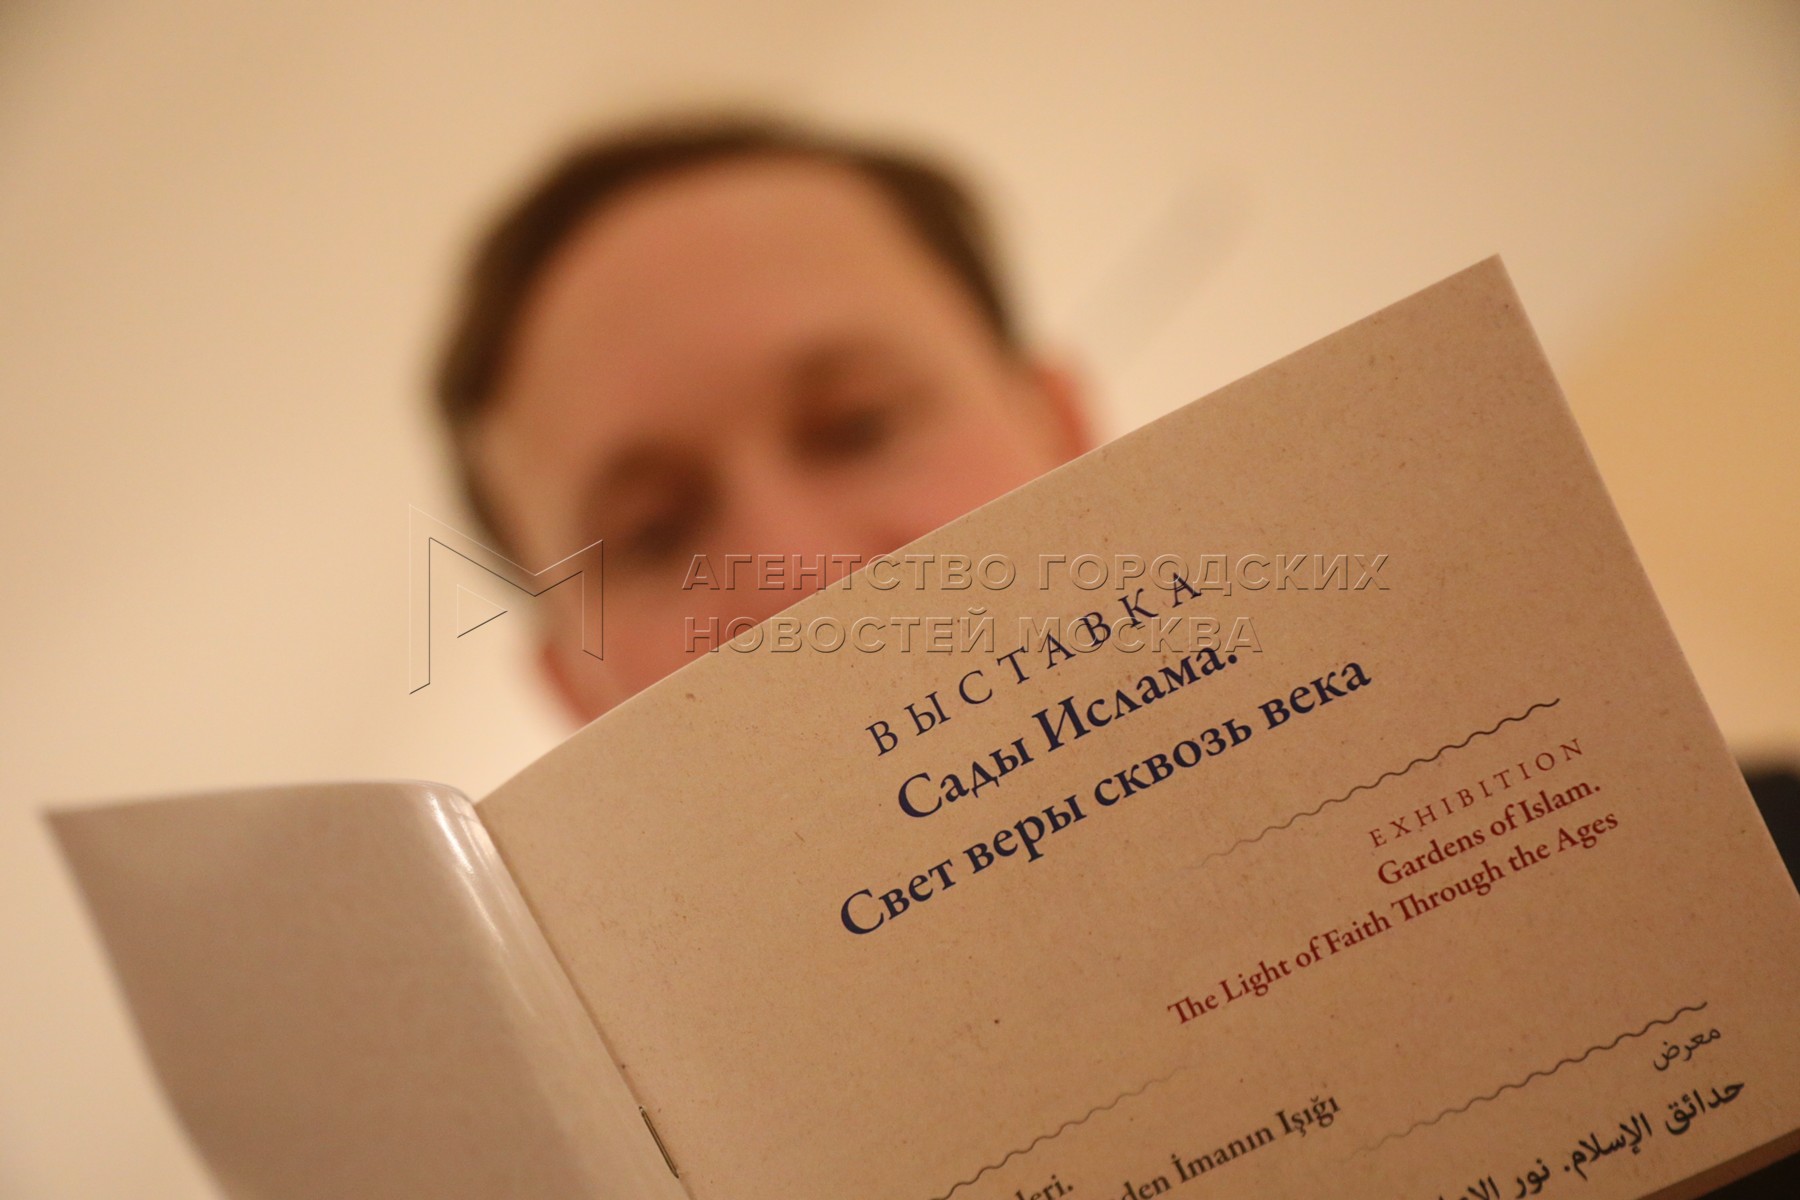 АГЕНТСТВО ГОРОДСКИХ
НОВОСТЕЙ МОСКВА
ВЫСТАВКА
Сады Ислама.
Свет веры сквозь века
EXHIBITION
Gardens of Islam.
The Light of Faith Through the Ages
İmanın Işığı
معرض
حدائق الإسلام. نور